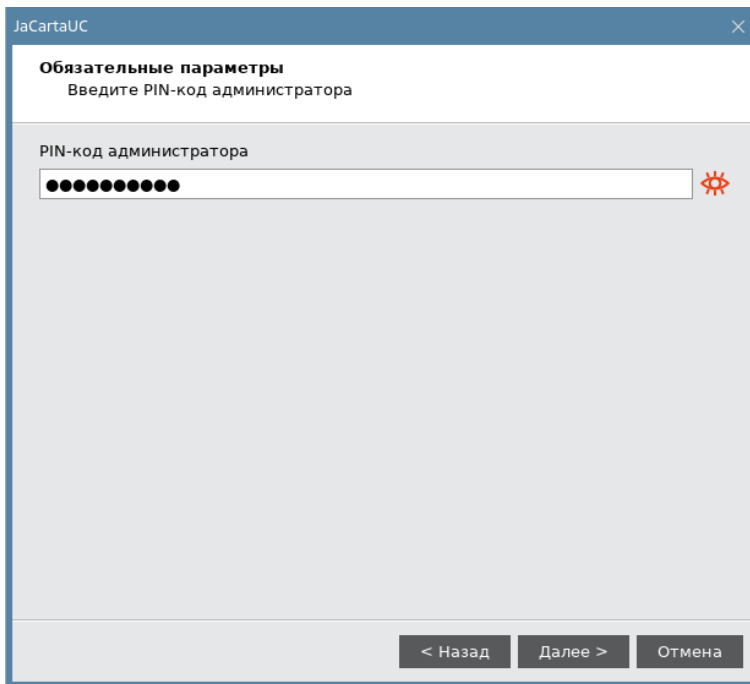 JaCartaUC
Обязательные параметры
Введите PIN-код администратора
PIN-код администратора
●●●●●●●●●●
< Назад
Далее >
Отмена